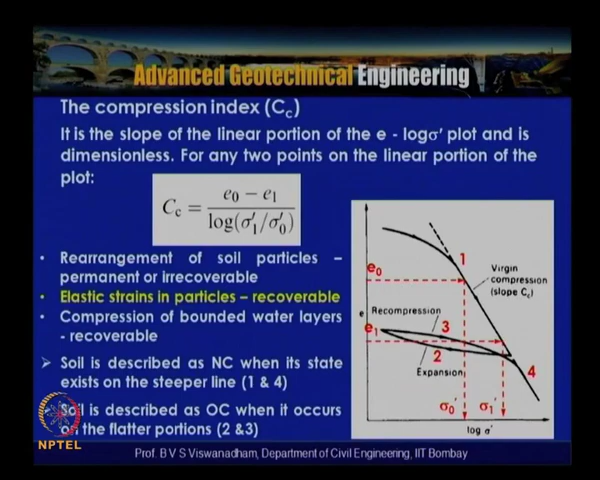 Advanced Geotechnical Engineering
The compression index (Cc)
It is the slope of the linear portion of the e - logσ' plot and is
dimensionless. For any two points on the linear portion of the
plot:
Cc = (e0 − e1) / log(σ'1/σ'0)
• Rearrangement of soil particles –
permanent or irrecoverable
• Elastic strains in particles – recoverable
• Compression of bounded water layers
- recoverable
➢ Soil is described as NC when its state
exists on the steeper line (1 & 4)
➢ Soil is described as OC when it occurs
on the flatter portions (2 &3)
1
e0
Virgin
compression
(slope Cc)
e
Recompression
e1
3
2
Expansion
4
σ0'
σ1'
log σ'
NPTEL
Prof. B V S Viswanadham, Department of Civil Engineering, IIT Bombay